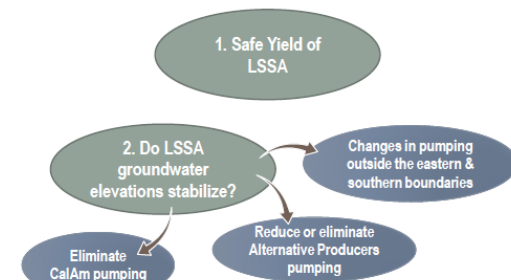 1. Safe Yield of
LSSA
2. Do LSSA
groundwater
elevations stabilize?
Changes in pumping
outside the eastern &
southern boundaries
Reduce or eliminate
Alternative Producers
pumping
Eliminate
CalAm pumping